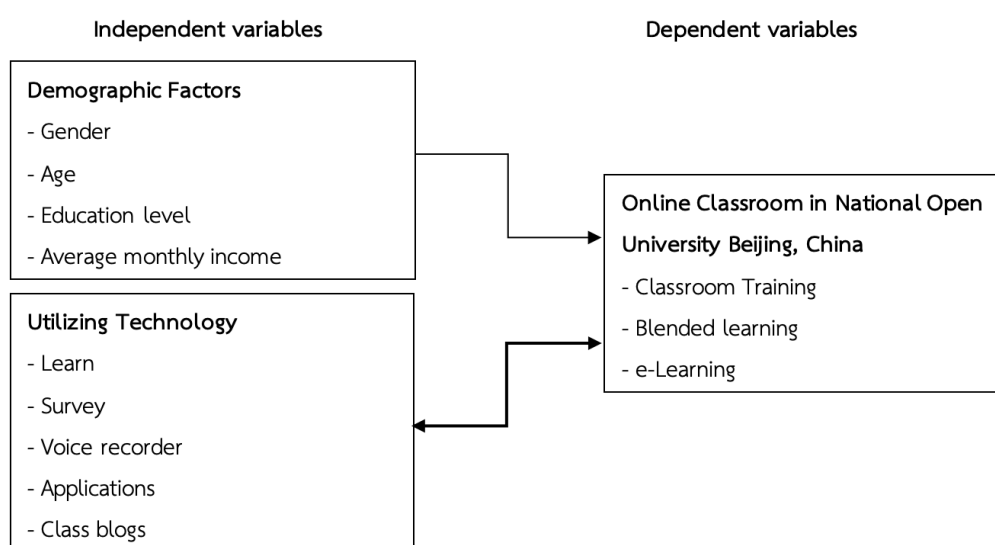 Independent variables
Dependent variables
Demographic Factors
- Gender
- Age
- Education level
- Average monthly income
Utilizing Technology
- Learn
- Survey
- Voice recorder
- Applications
- Class blogs
Online Classroom in National Open
University Beijing, China
- Classroom Training
- Blended learning
- e-Learning